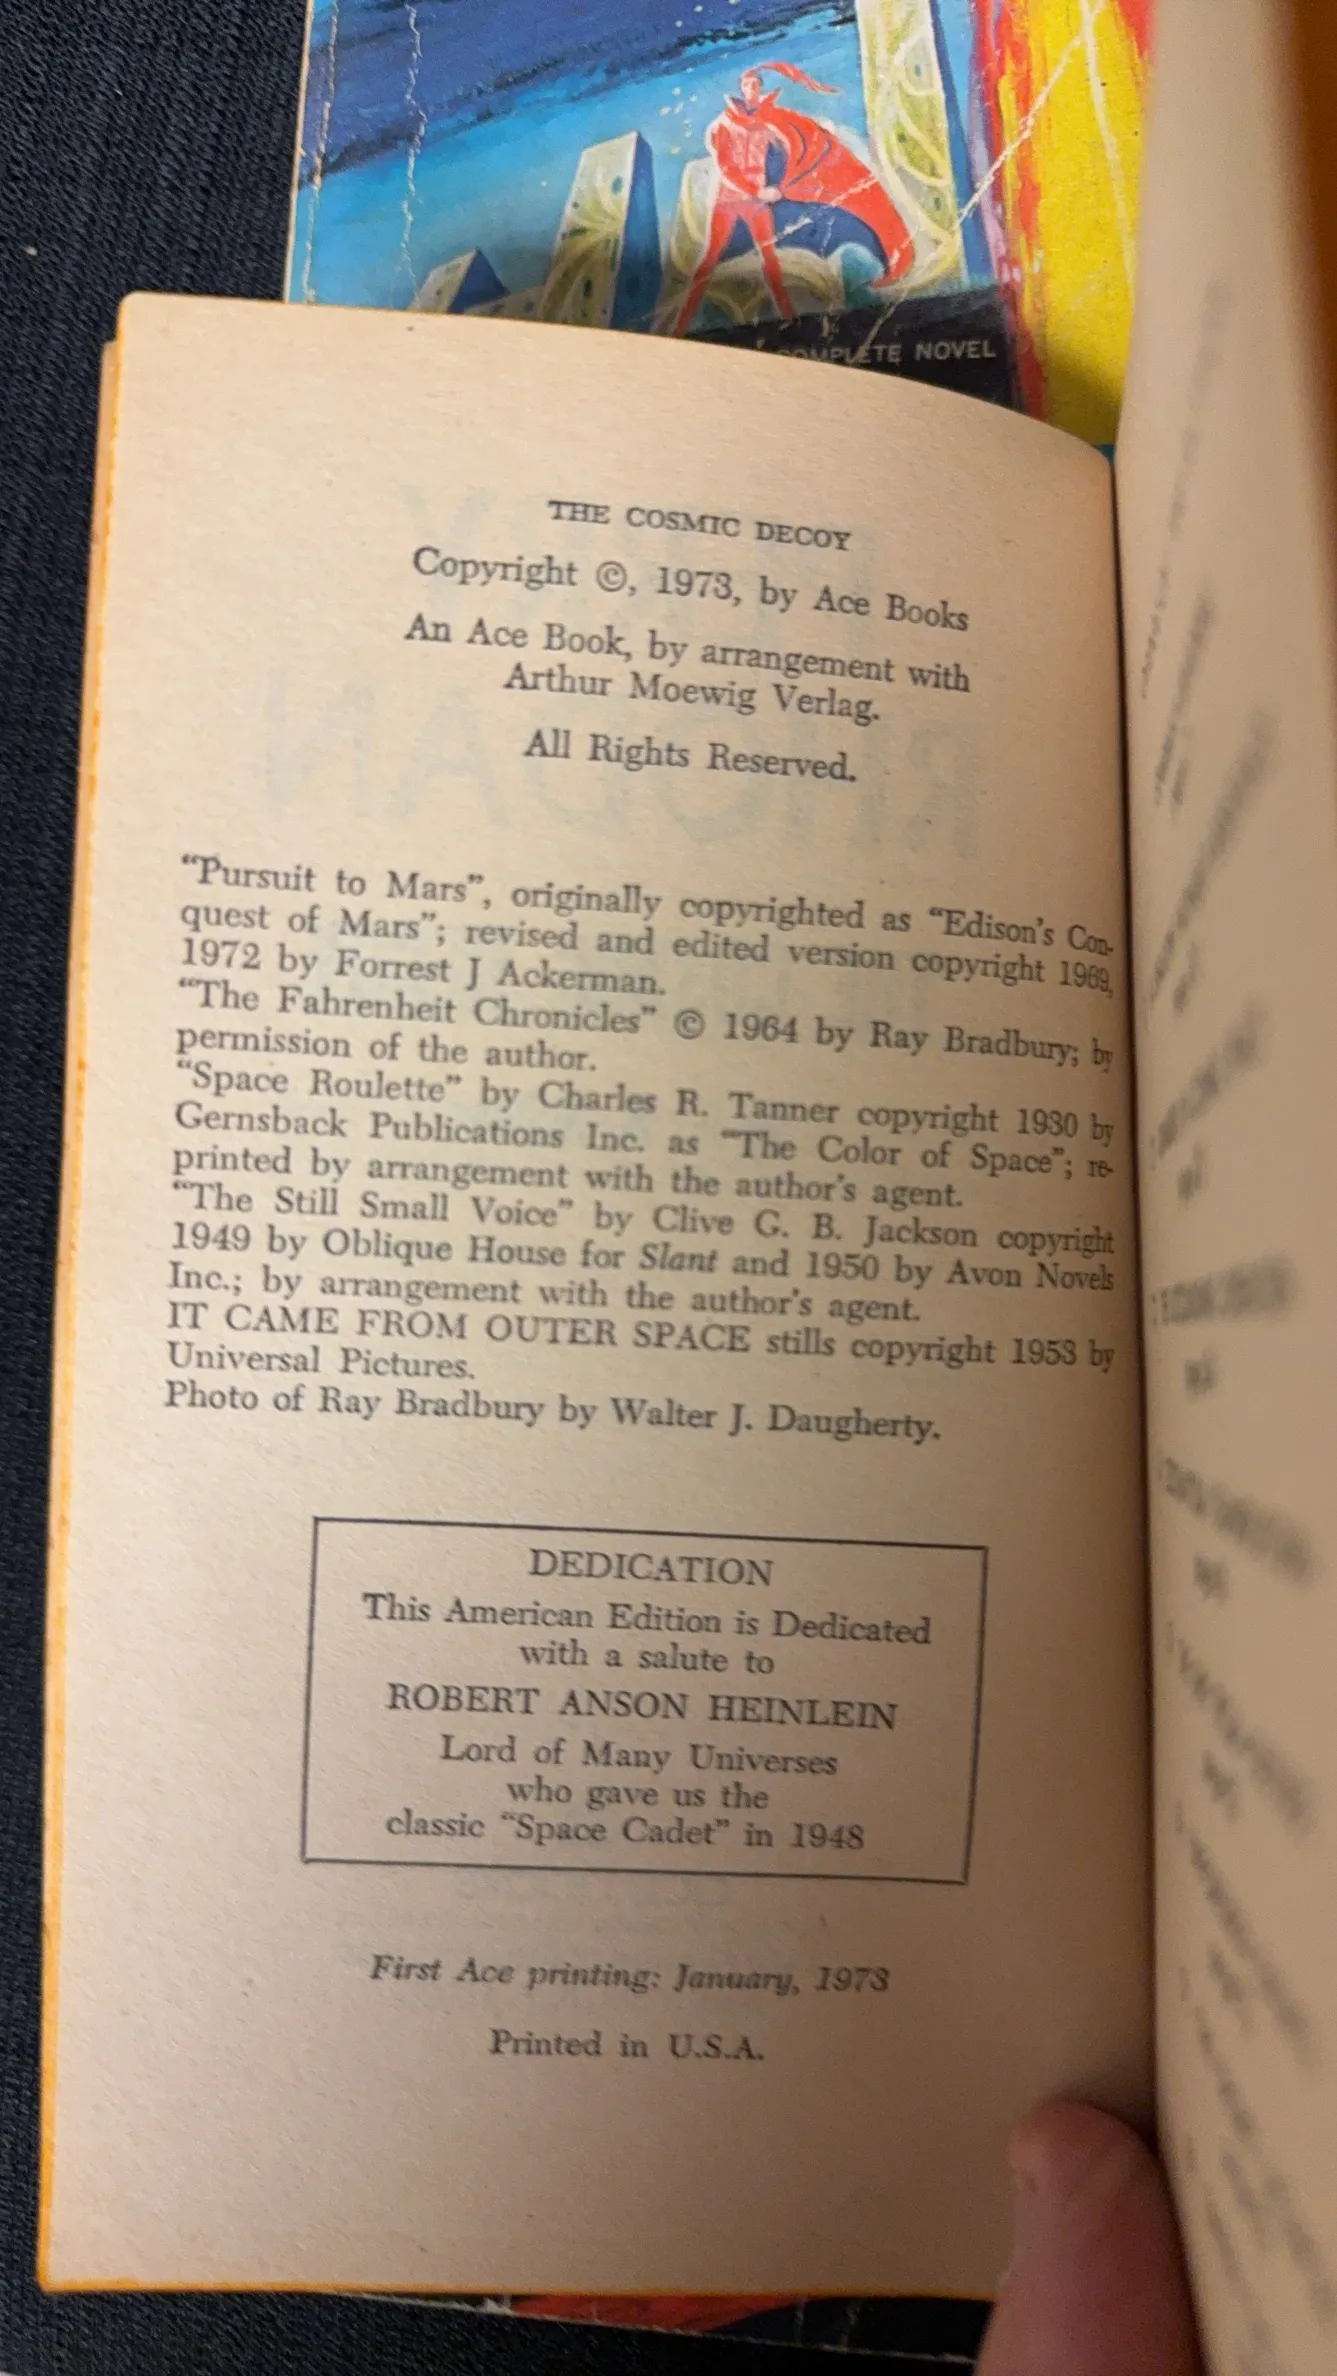 COMPLETE NOVEL
THE COSMIC DECOY
Copyright ©, 1973, by Ace Books
An Ace Book, by arrangement with
Arthur Moewig Verlag.
All Rights Reserved.
“Pursuit to Mars”, originally copyrighted as “Edison’s Con-
quest of Mars”; revised and edited version copyright 1969,
1972 by Forrest J Ackerman.
“The Fahrenheit Chronicles” © 1964 by Ray Bradbury; by
permission of the author.
“Space Roulette” by Charles R. Tanner copyright 1930 by
Gernsback Publications Inc. as “The Color of Space”; re-
printed by arrangement with the author’s agent.
“The Still Small Voice” by Clive G. B. Jackson copyright
1949 by Oblique House for Slant and 1950 by Avon Novels
Inc.; by arrangement with the author’s agent.
IT CAME FROM OUTER SPACE stills copyright 1953 by
Universal Pictures.
Photo of Ray Bradbury by Walter J. Daugherty.
DEDICATION
This American Edition is Dedicated
with a salute to
ROBERT ANSON HEINLEIN
Lord of Many Universes
who gave us the
classic “Space Cadet” in 1948
First Ace printing: January, 1973
Printed in U.S.A.